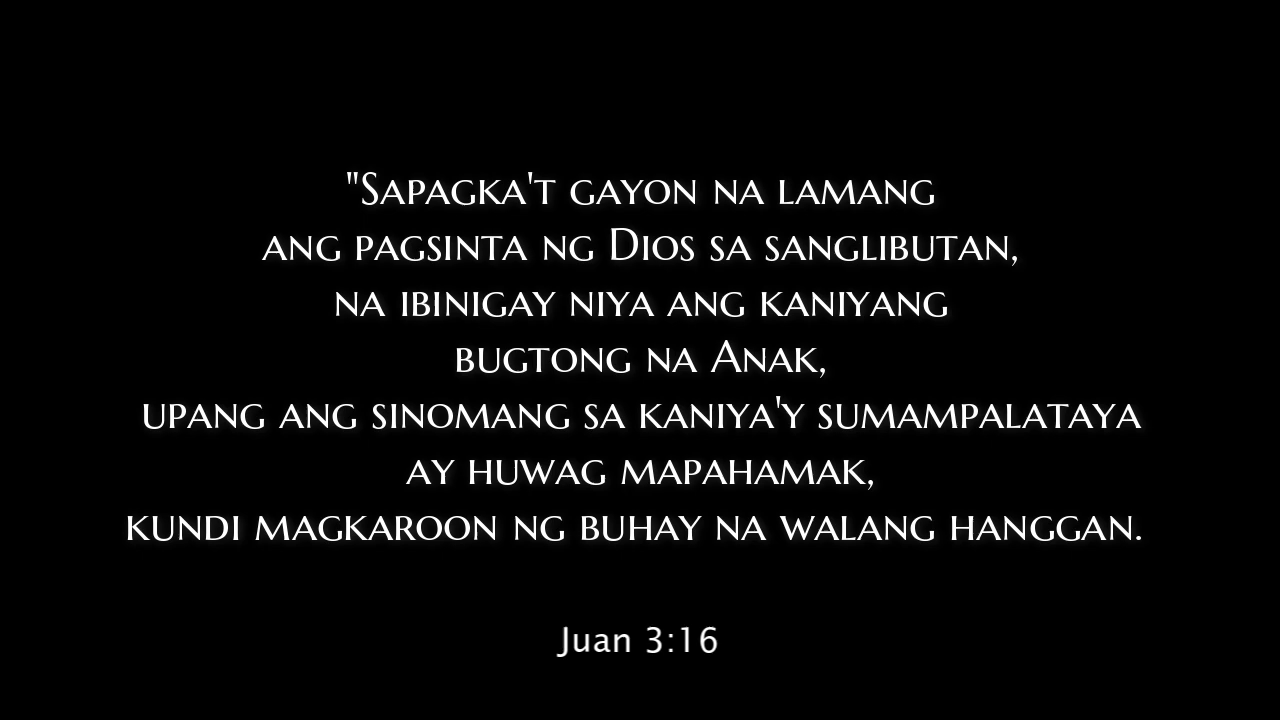 "Sapagka't gayon na lamang
ang pagsinta ng Dios sa sanglibutan,
na ibinigay niya ang kaniyang
bugtong na Anak,
upang ang sinomang sa kaniya'y sumampalataya
ay huwag mapahamak,
kundi magkaroon ng buhay na walang hanggan.
Juan 3:16